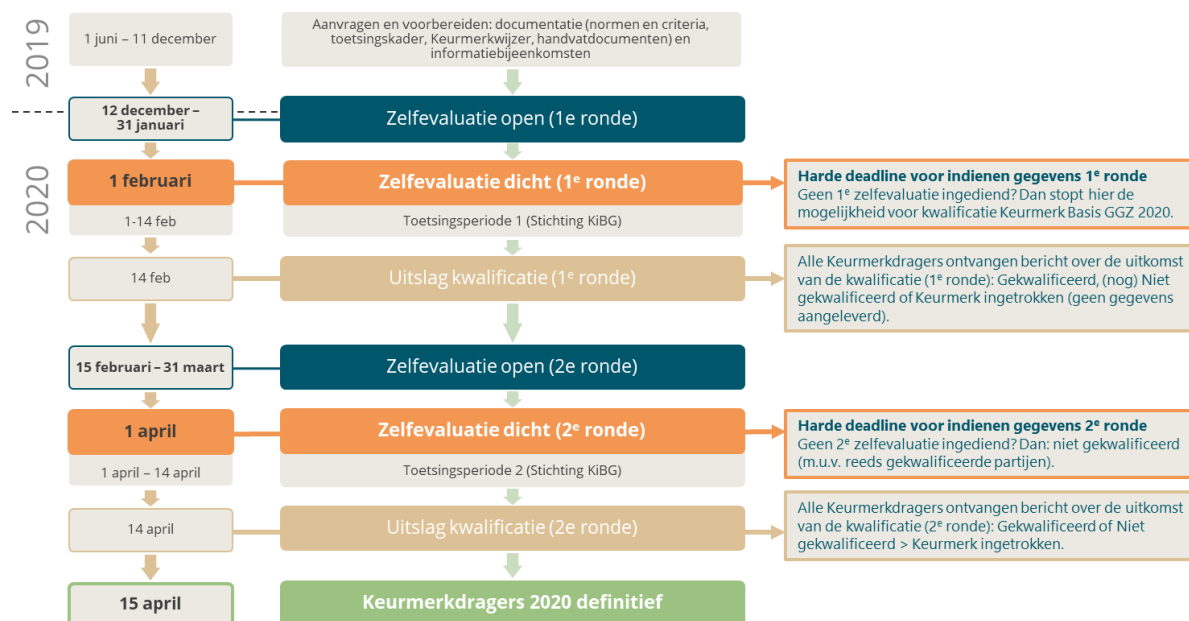 2019
1 juni – 11 december
Aanvragen en voorbereiden: documentatie (normen en criteria,
toetsingskader, Keurmerkwijzer, handvatdocumenten) en
informatiebijeenkomsten
12 december –
31 januari
Zelfevaluatie open (1e ronde)
2020
1 februari
Zelfevaluatie dicht (1e ronde)
Harde deadline voor indienen gegevens 1e ronde
Geen 1e zelfevaluatie ingediend? Dan stopt hier de
mogelijkheid voor kwalificatie Keurmerk Basis GGZ 2020.
1-14 feb
Toetsingsperiode 1 (Stichting KiBG)
14 feb
Uitslag kwalificatie (1e ronde)
Alle Keurmerkdragers ontvangen bericht over de uitkomst
van de kwalificatie (1e ronde): Gekwalificeerd, (nog) Niet
gekwalificeerd of Keurmerk ingetrokken (geen gegevens
aangeleverd).
15 februari – 31 maart
Zelfevaluatie open (2e ronde)
1 april
Zelfevaluatie dicht (2e ronde)
Harde deadline voor indienen gegevens 2e ronde
Geen 2e zelfevaluatie ingediend? Dan: niet gekwalificeerd
(m.u.v. reeds gekwalificeerde partijen).
1 april – 14 april
Toetsingsperiode 2 (Stichting KiBG)
14 april
Uitslag kwalificatie (2e ronde)
Alle Keurmerkdragers ontvangen bericht over de uitkomst
van de kwalificatie (2e ronde): Gekwalificeerd of Niet
gekwalificeerd > Keurmerk ingetrokken.
15 april
Keurmerkdragers 2020 definitief